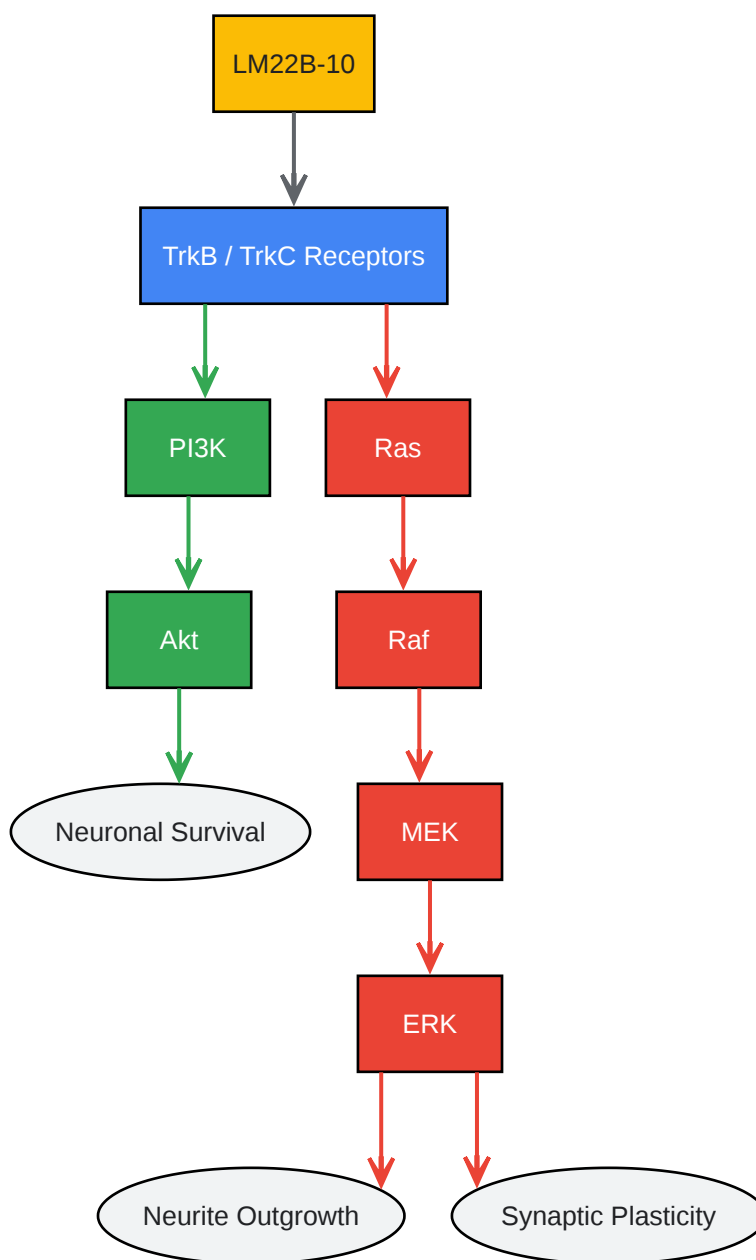 LM22B-10
TrkB / TrkC Receptors
PI3K
Ras
Akt
Raf
Neuronal Survival
MEK
ERK
Neurite Outgrowth
Synaptic Plasticity